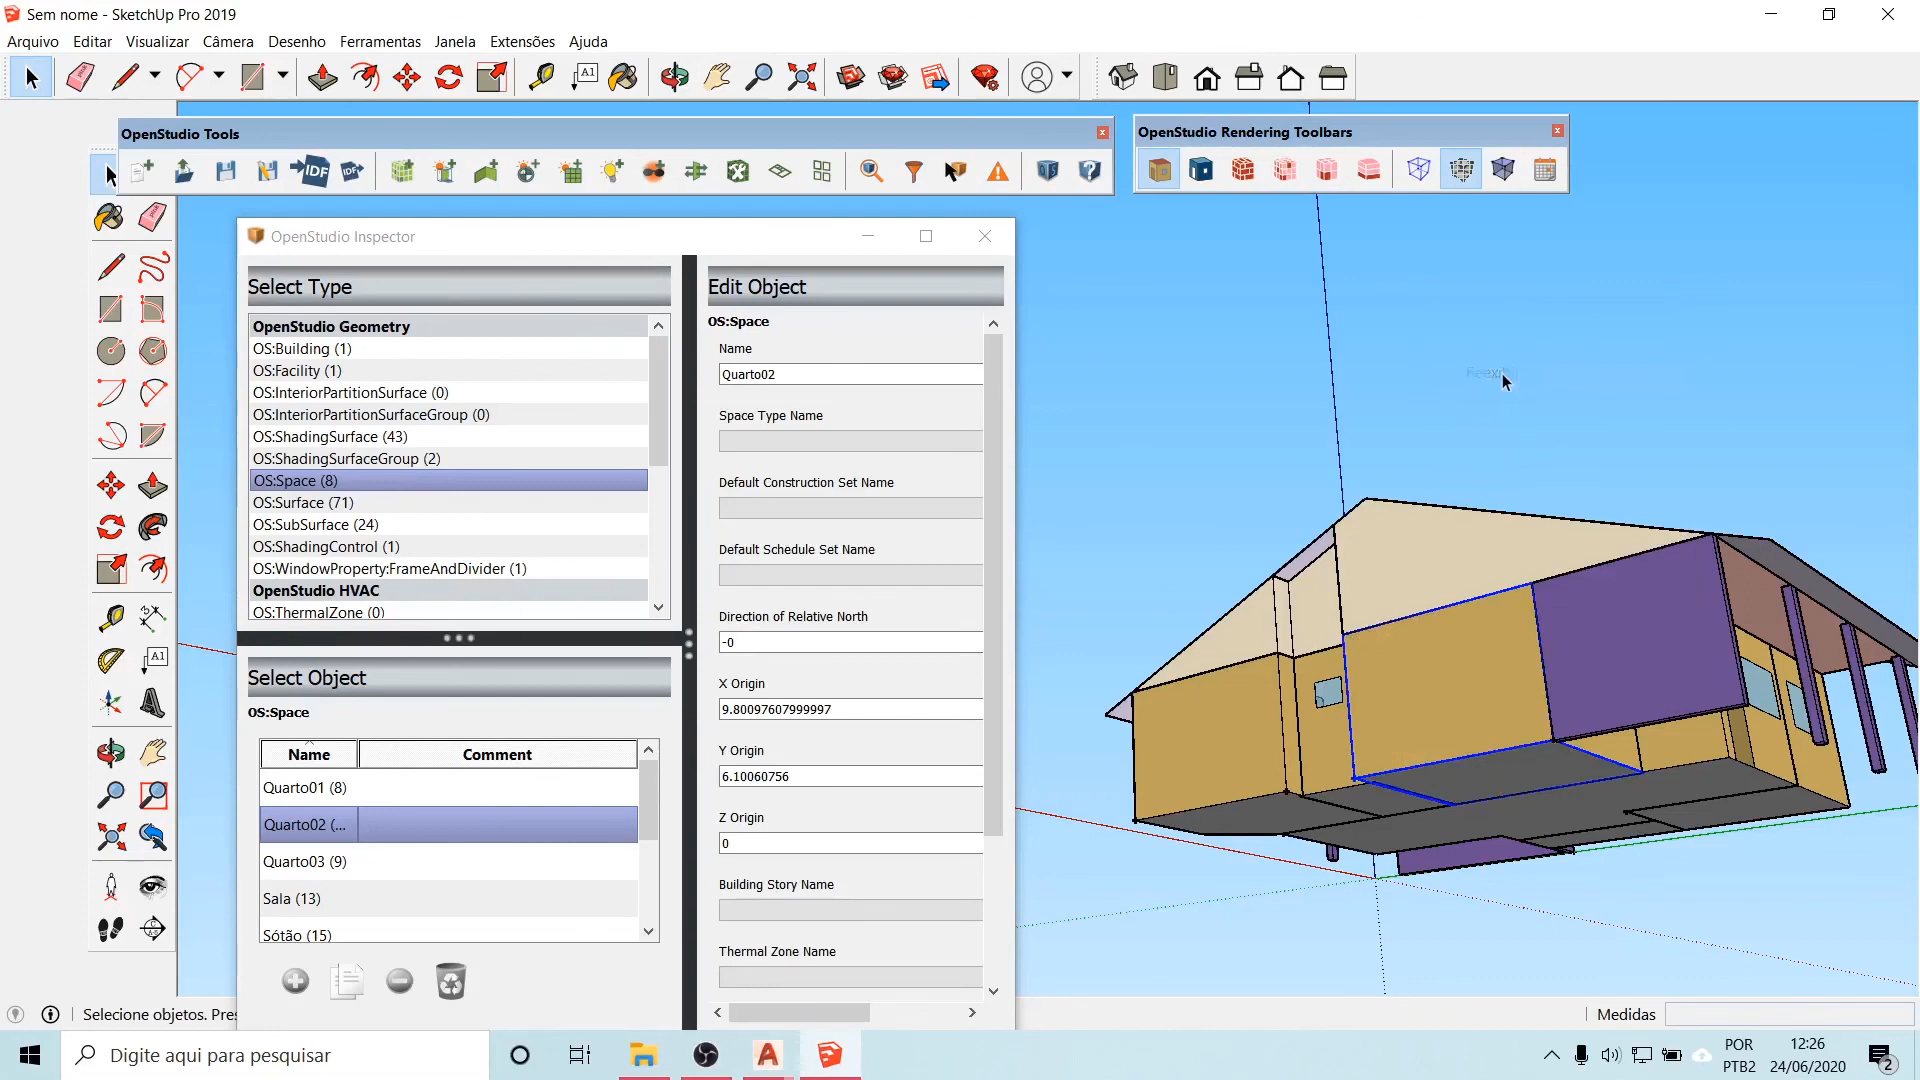 Sem nome - SketchUp Pro 2019
Arquivo Editar Visualizar Câmera Desenho Ferramentas Janela Extensões Ajuda
A1
OpenStudio Tools
OpenStudio Rendering Toolbars
IDF IDF
OS
OpenStudio Inspector
Select Type
OpenStudio Geometry
OS:Building (1)
OS:Facility (1)
OS:InteriorPartitionSurface (0)
OS:InteriorPartitionSurfaceGroup (0)
OS:ShadingSurface (43)
OS:ShadingSurfaceGroup (2)
OS:Space (8)
OS:Surface (71)
OS:SubSurface (24)
OS:ShadingControl (1)
OS:WindowProperty:FrameAndDivider (1)
OpenStudio HVAC
OS:ThermalZone (0)
A1
Select Object
OS:Space
Name Comment
Quarto01 (8)
Quarto02 (...
Quarto03 (9)
Sala (13)
Sótão (15)
Edit Object
OS:Space
Name
Quarto02
Space Type Name
Default Construction Set Name
Default Schedule Set Name
Direction of Relative North
-0
X Origin
9.80097607999997
Y Origin
6.10060756
Z Origin
0
Building Story Name
Thermal Zone Name
Selecione objetos. Pres
Medidas
Digite aqui para pesquisar
POR
PTB2
12:26
24/06/2020
2